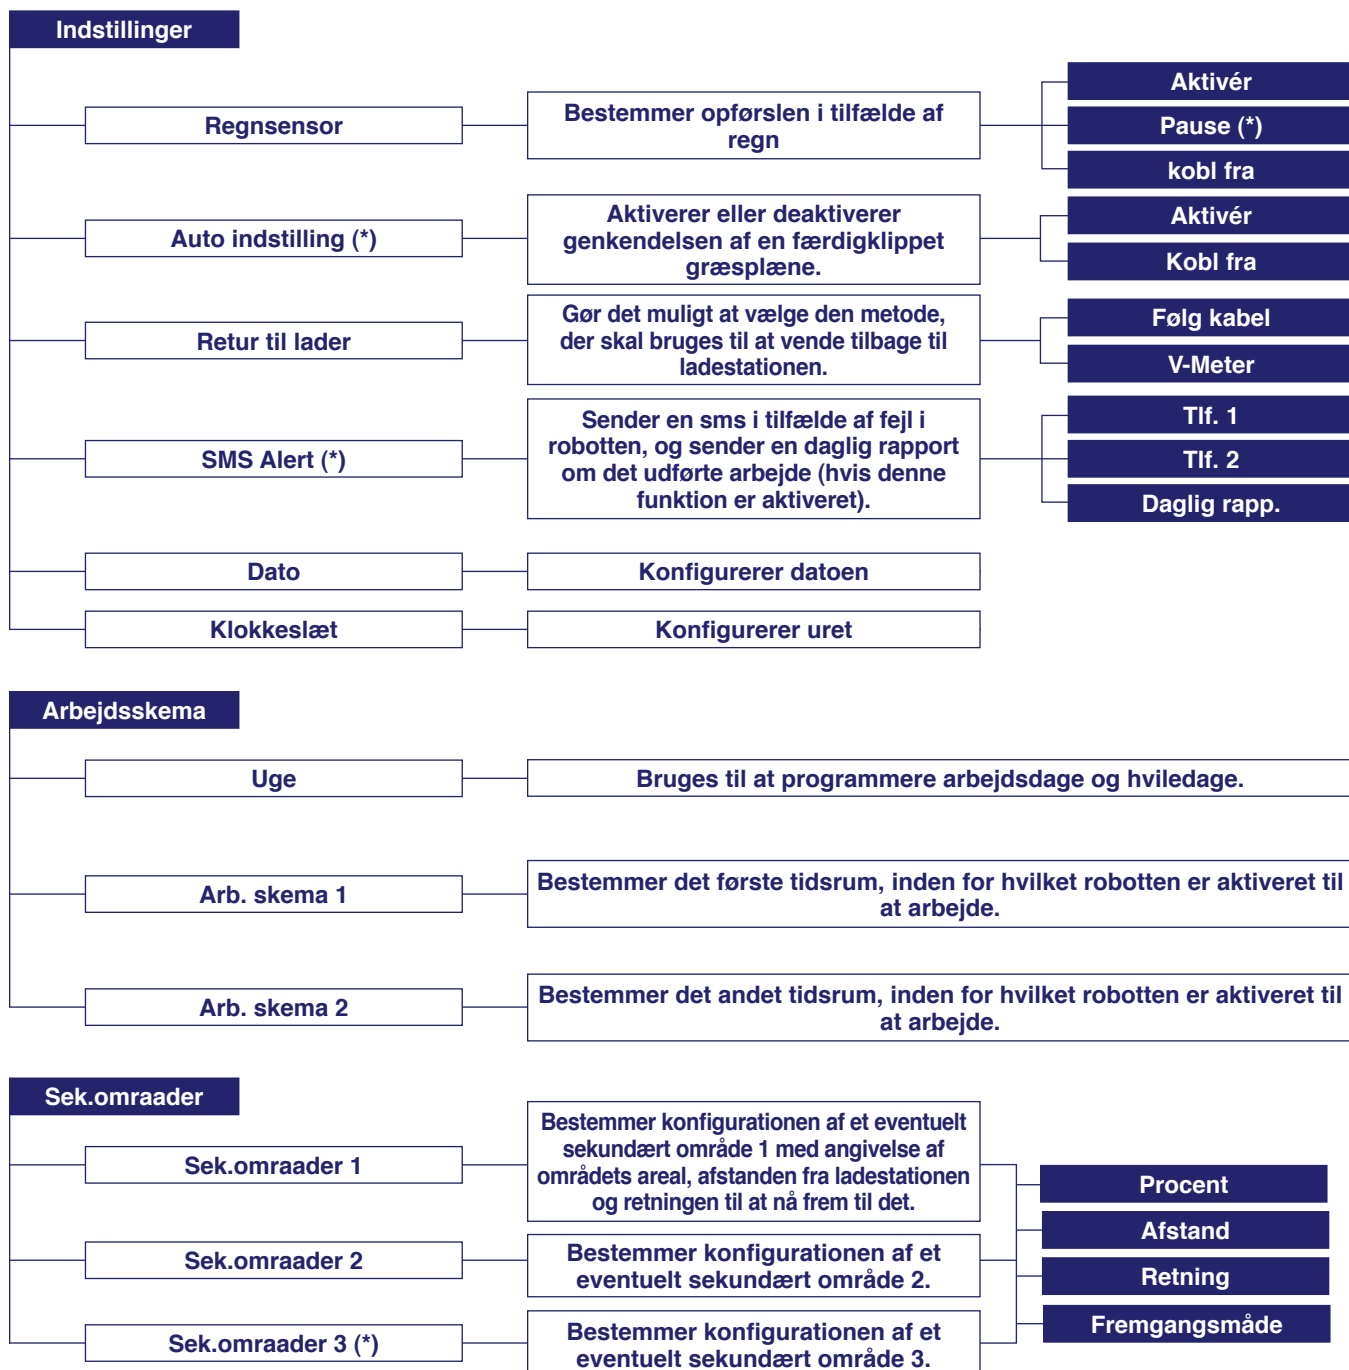 Indstillinger
Regnsensor
Bestemmer opførslen i tilfælde af
regn
Aktivér
Pause (*)
kobl fra
Auto indstilling (*)
Aktiverer eller deaktiverer
genkendelsen af en færdigklippet
græsplæne.
Aktivér
Kobl fra
Retur til lader
Gør det muligt at vælge den metode,
der skal bruges til at vende tilbage til
ladestationen.
Følg kabel
V-Meter
SMS Alert (*)
Sender en sms i tilfælde af fejl i
robotten, og sender en daglig rapport
om det udførte arbejde (hvis denne
funktion er aktiveret).
Tlf. 1
Tlf. 2
Daglig rapp.
Dato
Konfigurerer datoen
Klokkeslæt
Konfigurerer uret
Arbejdsskema
Uge
Bruges til at programmere arbejdsdage og hviledage.
Arb. skema 1
Bestemmer det første tidsrum, inden for hvilket robotten er aktiveret til
at arbejde.
Arb. skema 2
Bestemmer det andet tidsrum, inden for hvilket robotten er aktiveret til
at arbejde.
Sek.omraader
Sek.omraader 1
Bestemmer konfigurationen af et eventuelt
sekundært område 1 med angivelse af
områdets areal, afstanden fra ladestationen
og retningen til at nå frem til det.
Sek.omraader 2
Bestemmer konfigurationen af et
eventuelt sekundært område 2.
Sek.omraader 3 (*)
Bestemmer konfigurationen af et
eventuelt sekundært område 3.
Procent
Afstand
Retning
Fremgangsmåde